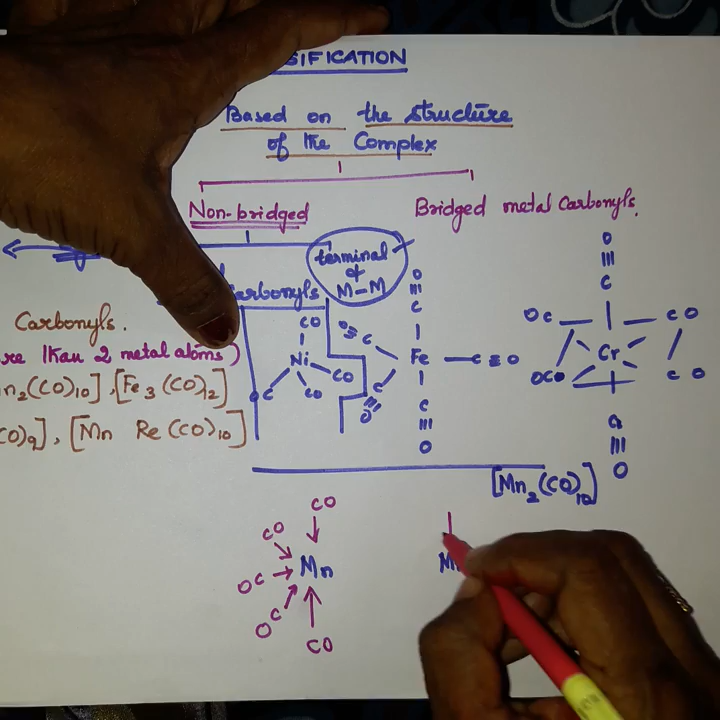 SIFICATION
Based on the structure
of the Complex
Non-bridged
Bridged metal Carbonyls.
terminal
of
M-M
Carbonyls
Carbonyls.
re than 2 metal atoms)
n2(CO)10], [Fe3(CO)12]
CO)9], [Mn Re (CO)10]
CO
Ni
CO
CO
OC
O
≡
C
O≡C
Fe
C≡O
C≡O
C
≡
O
O
≡
C
OC
CO
Cr
OCO
CO
C
≡
O
[Mn2(CO)10]
CO
CO
OC
Mn
OC
CO
Mn